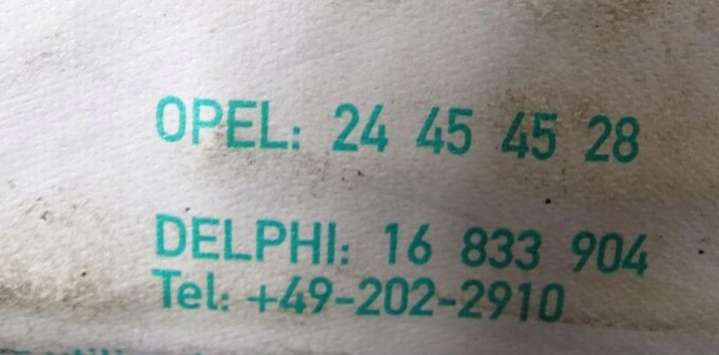 OPEL: 24 45 45 28
DELPHI: 16 833 904
Tel: +49-202-2910